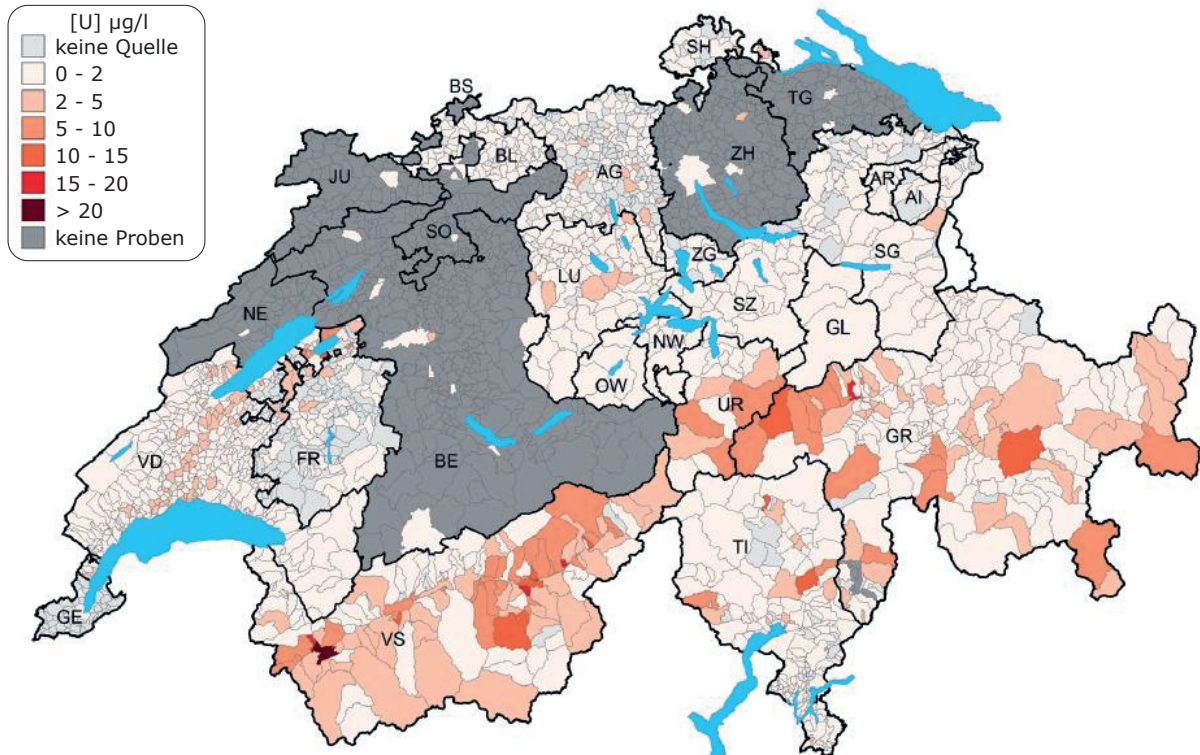 [U] µg/l
keine Quelle
0 - 2
2 - 5
5 - 10
10 - 15
15 - 20
> 20
keine Proben
SH
BS
TG
BL
ZH
JU
AG
AR
AI
SO
ZG
SG
LU
SZ
NE
NW
GL
OW
UR
VD
FR
BE
GR
TI
GE
VS